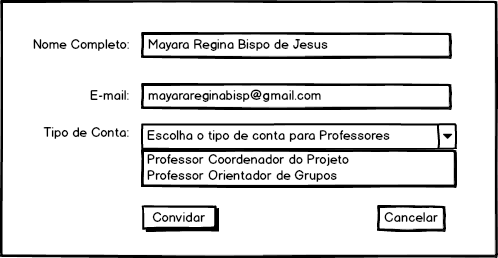 Nome Completo: Mayara Regina Bispo de Jesus
E-mail: mayarareginabisp@gmail.com
Tipo de Conta: Escolha o tipo de conta para Professores
Professor Coordenador do Projeto
Professor Orientador de Grupos
Convidar Cancelar